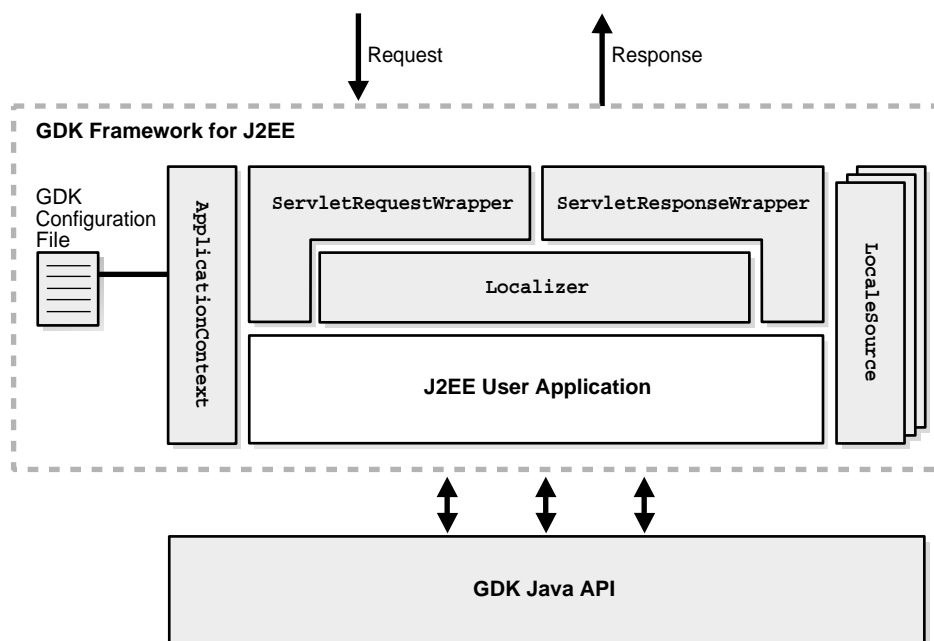 Request
Response
GDK Framework for J2EE
GDK
Configuration
File
ApplicationContext
ServletRequestWrapper
ServletResponseWrapper
Localizer
J2EE User Application
LocaleSource
GDK Java API